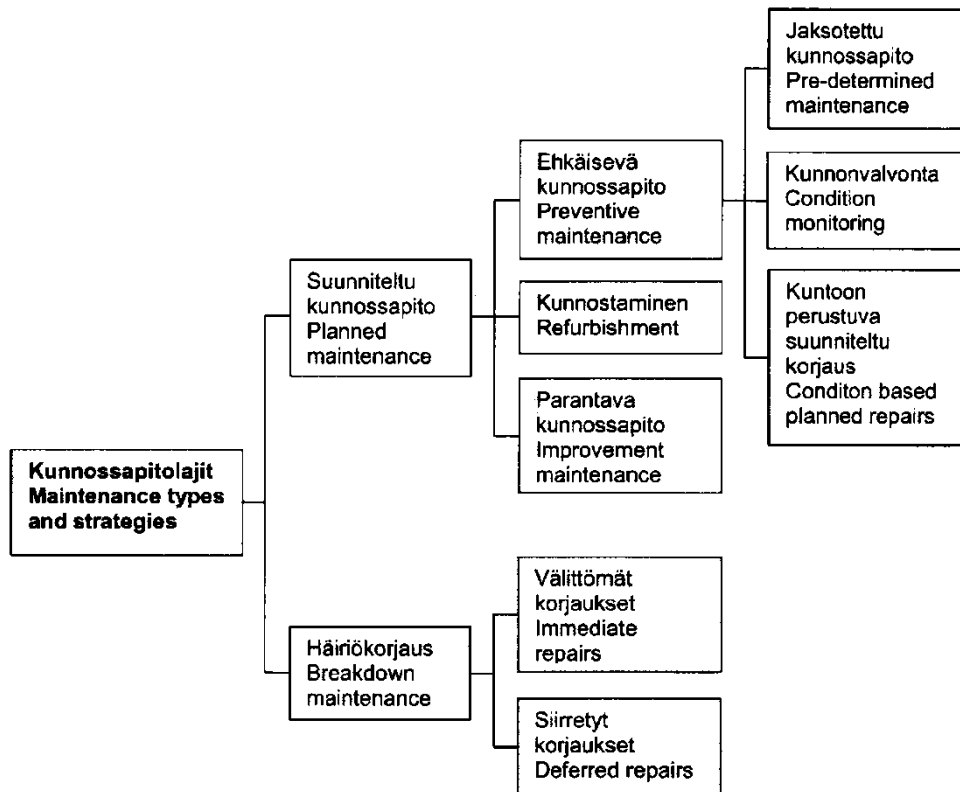 Kunnossapitolajit
Maintenance types
and strategies
Suunniteltu
kunnossapito
Planned
maintenance
Ehkäisevä
kunnossapito
Preventive
maintenance
Jaksotettu
kunnossapito
Pre-determined
maintenance
Kunnonvalvonta
Condition
monitoring
Kuntoon
perustuva
suunniteltu
korjaus
Conditon based
planned repairs
Kunnostaminen
Refurbishment
Parantava
kunnossapito
Improvement
maintenance
Häiriökorjaus
Breakdown
maintenance
Välittömät
korjaukset
Immediate
repairs
Siirretyt
korjaukset
Deferred repairs